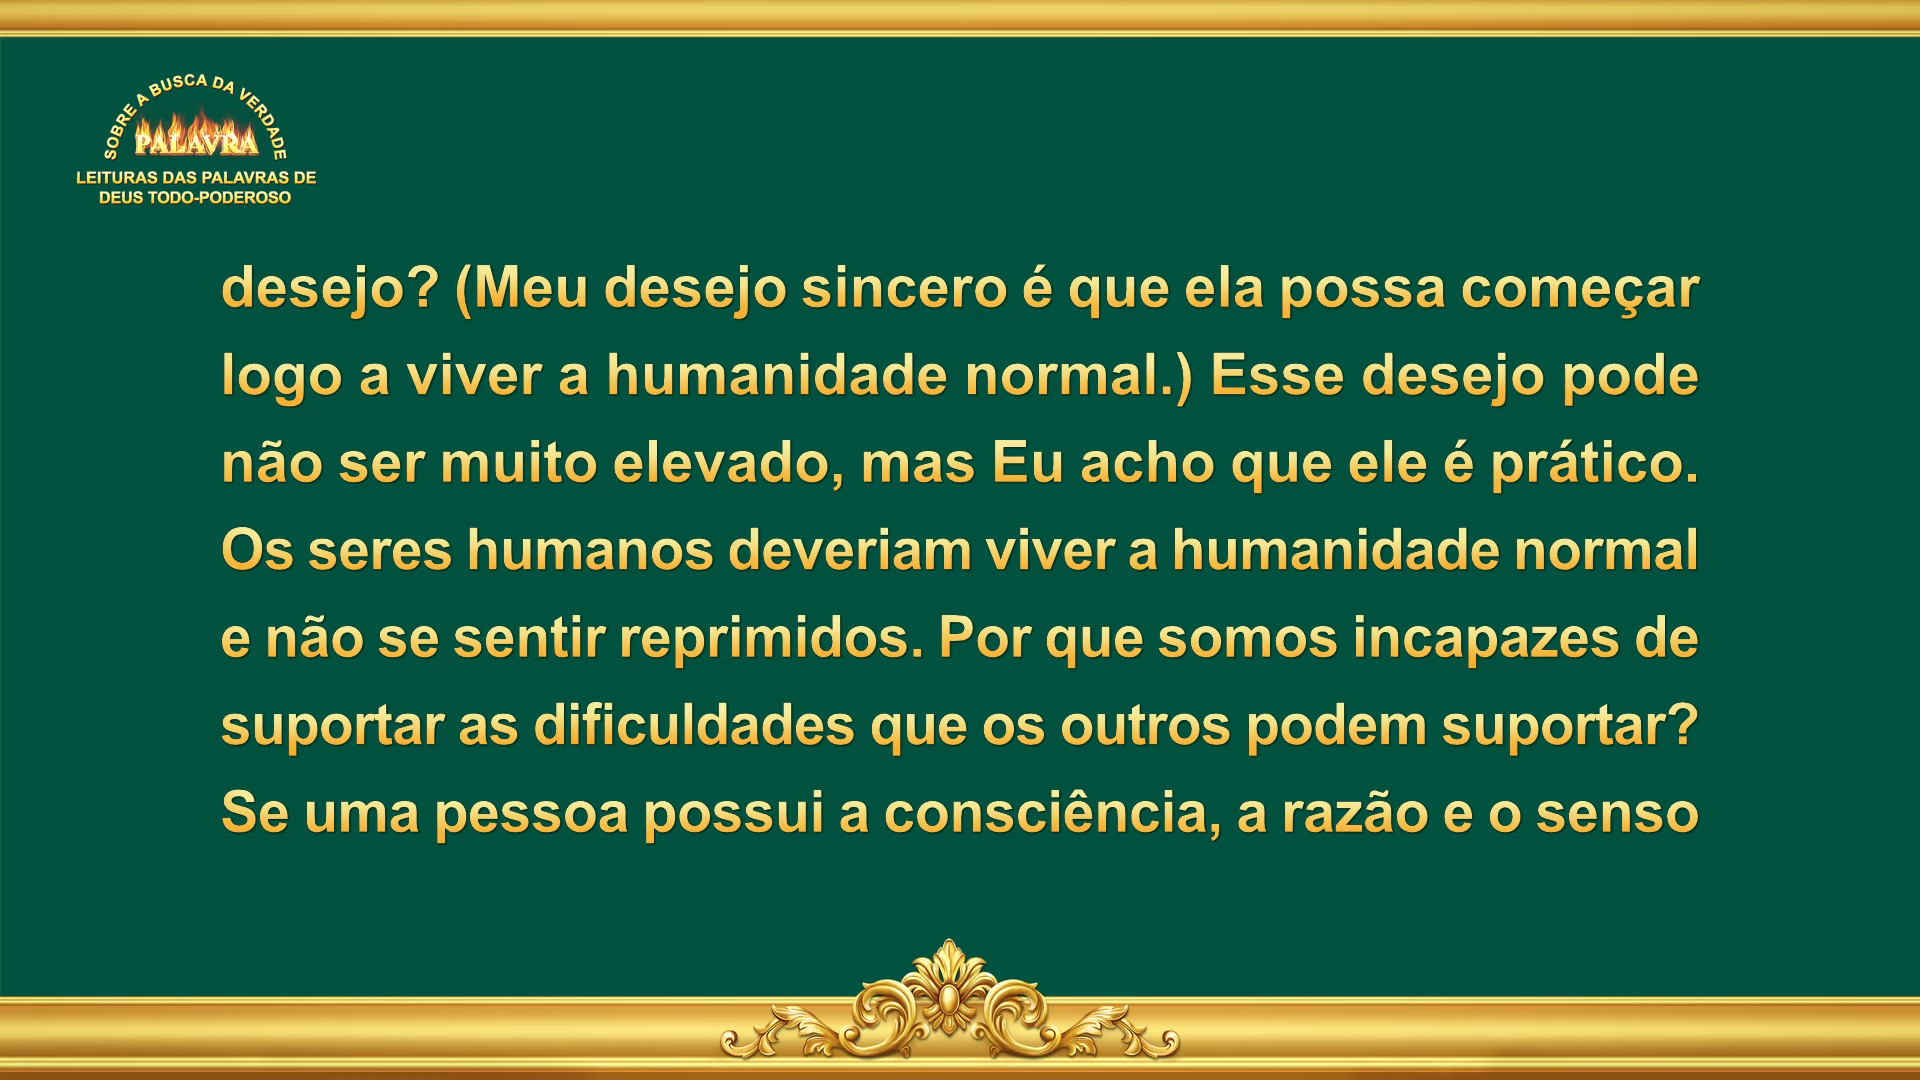 SOBRE A BUSCA DA VERDADE
PALAVRA
LEITURAS DAS PALAVRAS DE
DEUS TODO-PODEROSO
desejo? (Meu desejo sincero é que ela possa começar
logo a viver a humanidade normal.) Esse desejo pode
não ser muito elevado, mas Eu acho que ele é prático.
Os seres humanos deveriam viver a humanidade normal
e não se sentir reprimidos. Por que somos incapazes de
suportar as dificuldades que os outros podem suportar?
Se uma pessoa possui a consciência, a razão e o senso